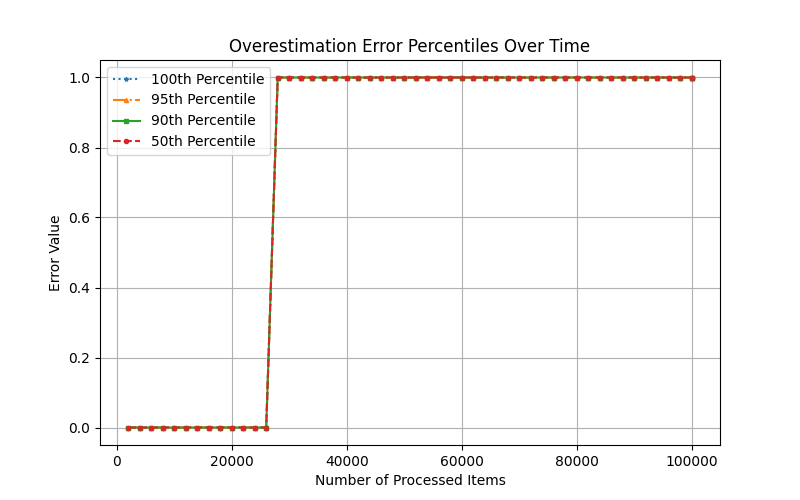 Overestimation Error Percentiles Over Time
100th Percentile
95th Percentile
90th Percentile
50th Percentile
1.0
0.8
0.6
0.4
0.2
0.0
Error Value
0 20000 40000 60000 80000 100000
Number of Processed Items